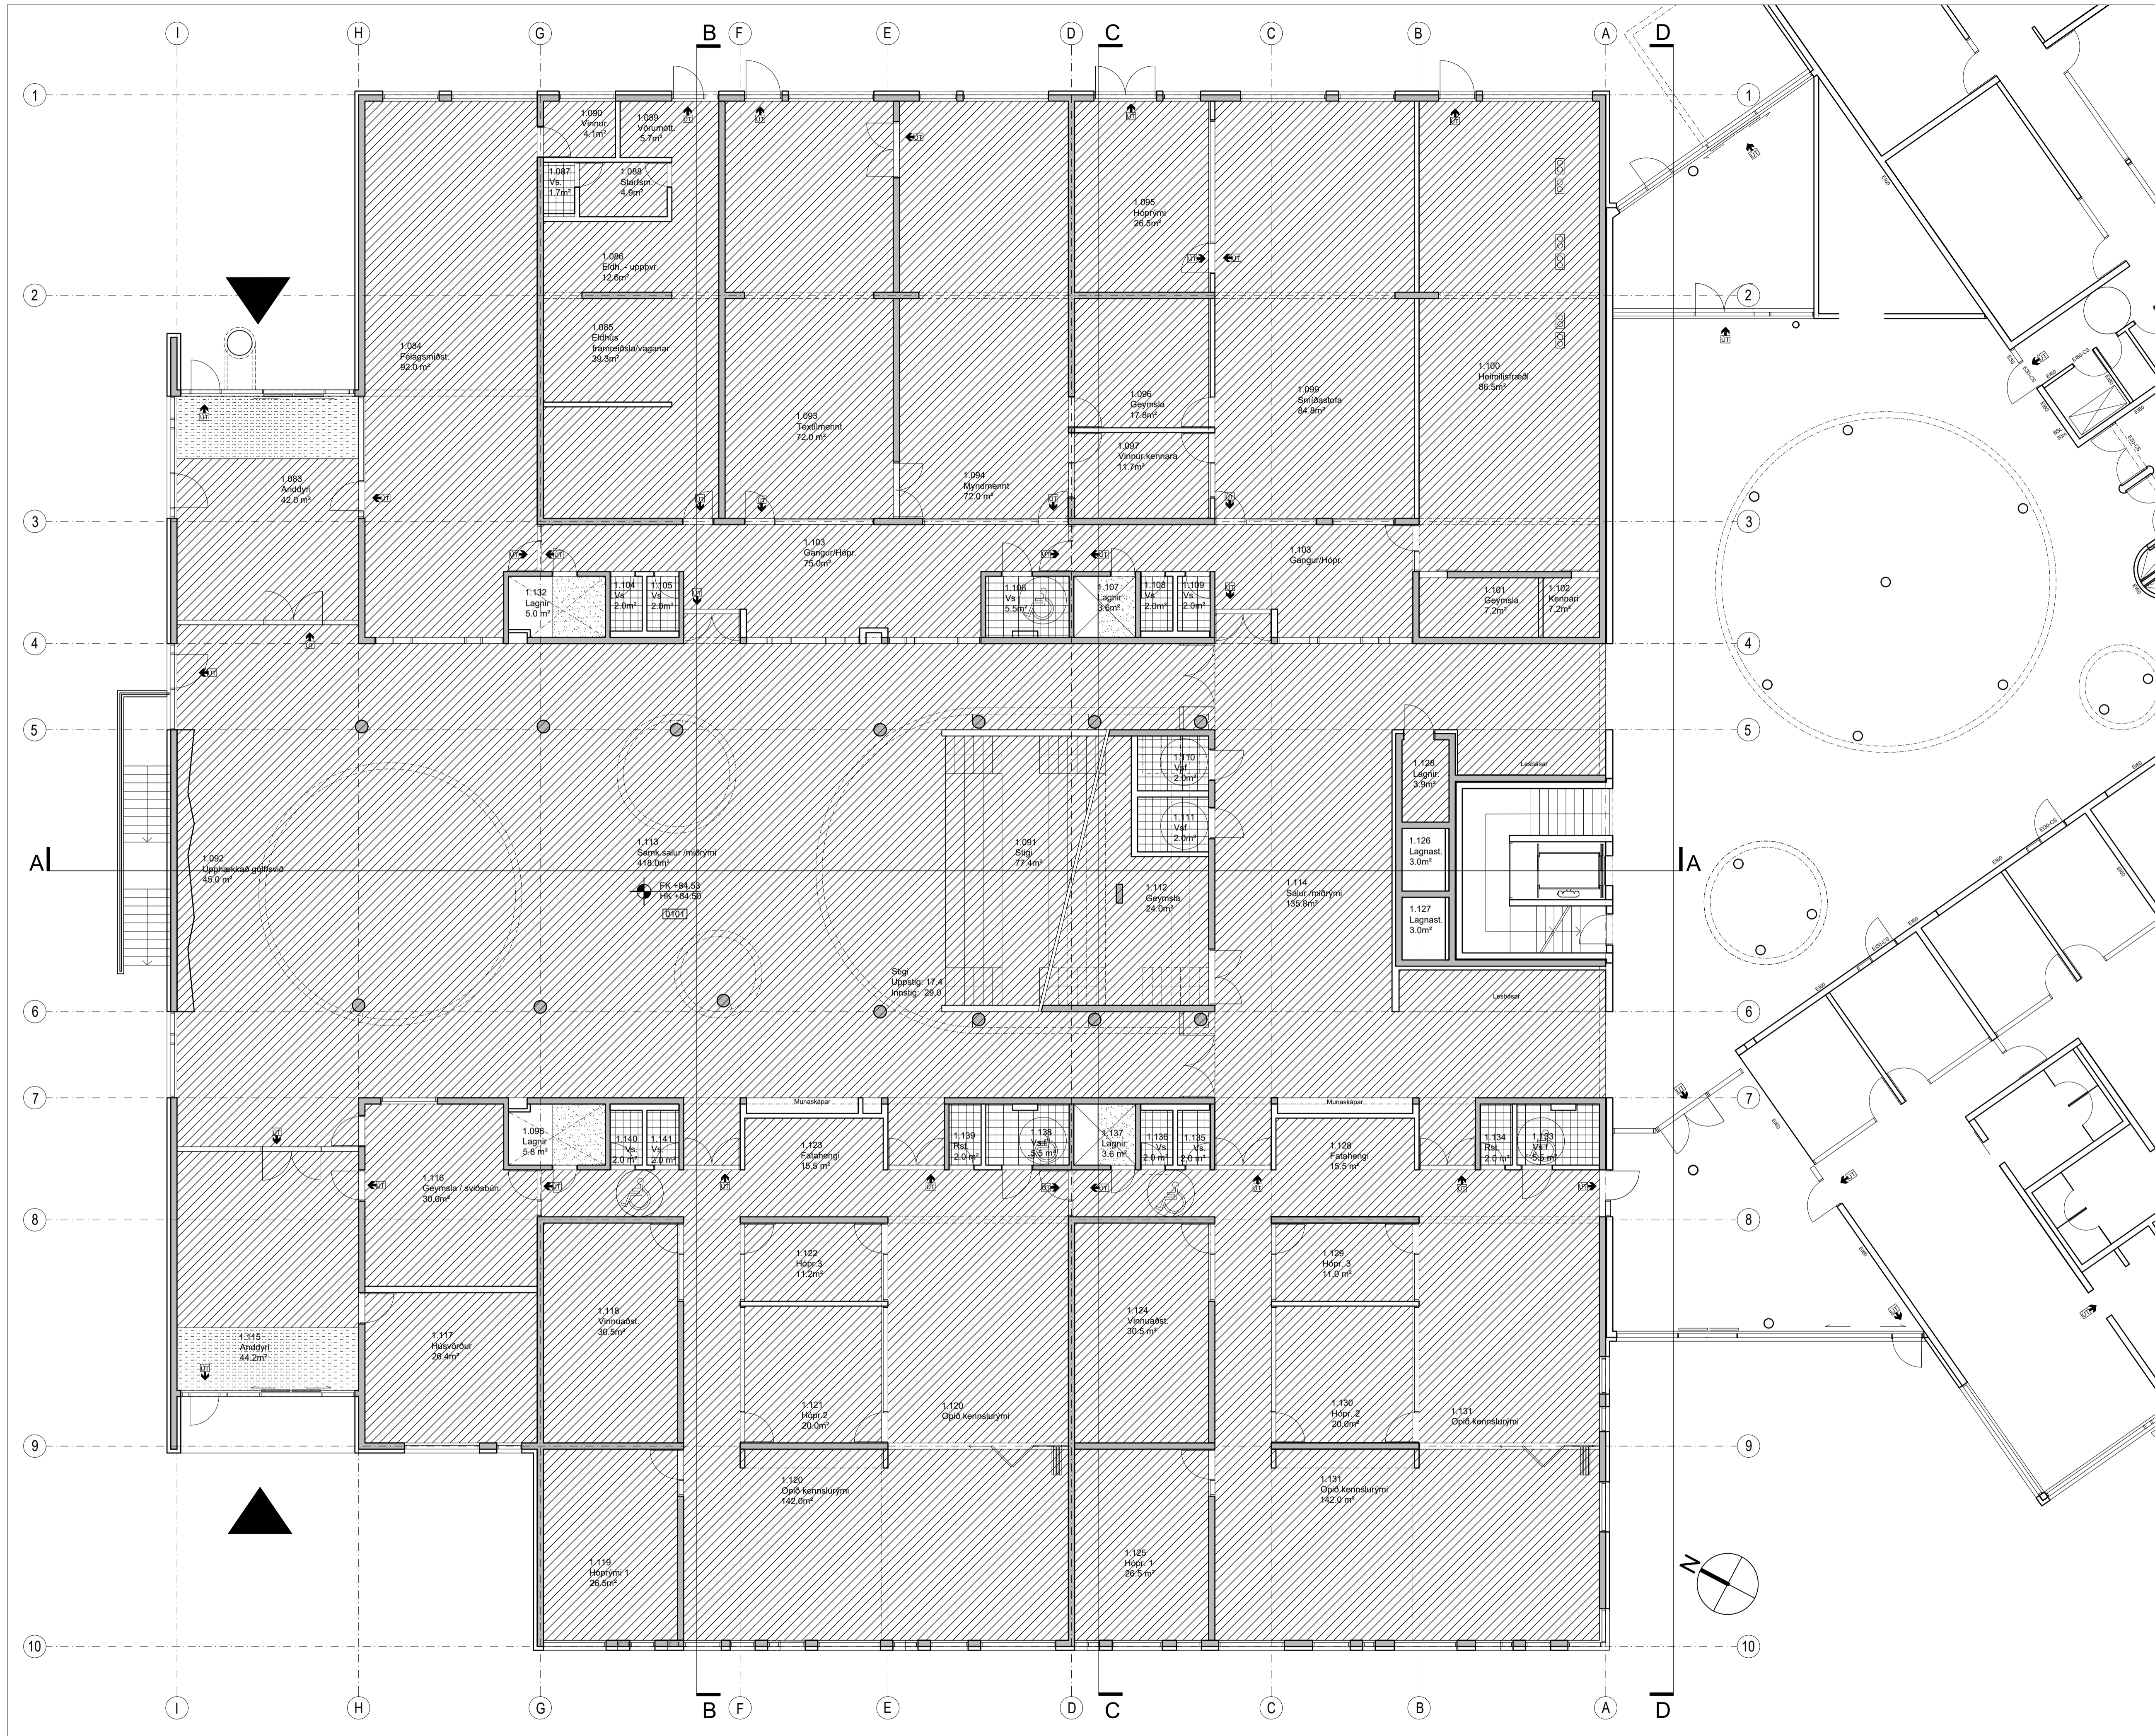 I H G B F E D C C B A D
1 1
1.090
Vinnur.
4.1m²
1.089
Vörumótt.
5.7m²
1.087
Vs.
1.7m²
1.088
Starfsm.
4.9m²
1.086
Eldh. - uppþvr.
12.6m²
1.095
Hóprými
26.5m²
2 2
1.084
Félagsmiðst.
92.0 m²
1.085
Eldhús
framreiðsla/vaganar
39.3m²
1.093
Textílmennt
72.0 m²
1.094
Myndmennt
72.0 m²
1.096
Geymsla
17.8m²
1.097
Vinnur.kennara
11.7m²
1.099
Smíðastofa
84.8m²
1.100
Heimilisfræði
86.5m²
1.083
Anddyri
42.0 m²
3 3
1.103
Gangur/Hópr.
75.0m²
1.103
Gangur/Hópr.
1.132
Lagnir
5.0 m²
1.104
Vs
2.0m²
1.105
Vs
2.0m²
1.106
Vs
5.5m²
1.107
Lagnir
3.6m²
1.108
Vs
2.0m²
1.109
Vs
2.0m²
1.101
Geymsla
7.2m²
1.102
Kennari
7.2m²
4 4
5 5
1.110
Vsf
2.0m²
1.111
Vsf
2.0m²
1.128
Lagnir.
3.9m²
Lesbásar
1.092
Upphækkað gólf/svið
45.0 m²
1.113
Samk.salur /miðrými
418.0m²
1.091
Stigi
77.4m²
1.126
Lagnast.
3.0m²
A A
FK +84.53
HK +84.50
0101
1.112
Geymsla
24.0m²
1.114
Salur /miðrými
135.8m²
1.127
Lagnast.
3.0m²
Stigi
Uppstig: 17,4
Innstig: 29,0
Lesbásar
6 6
7 7
Munaskápar
Munaskápar
1.098
Lagnir
5.8 m²
1.140
Vs.
2.0 m²
1.141
Vs.
2.0 m²
1.123
Fatahengi
15.5 m²
1.139
Rst.
2.0 m²
1.138
Vs.f
5.5 m²
1.137
Lagnir
3.6 m²
1.136
Vs.
2.0 m²
1.135
Vs.
2.0 m²
1.128
Fatahengi
15.5 m²
1.134
Rst.
2.0 m²
1.133
Vs.f
5.5 m²
1.116
Geymsla / sviðsbún.
30.0m²
8 8
1.122
Hópr.3
11.2m²
1.129
Hópr. 3
11.0 m²
1.118
Vinnuaðst.
30.5m²
1.124
Vinnuaðst.
30.5 m²
1.115
Anddyri
44.2m²
1.117
Húsvörður
26.4m²
1.121
Hópr.2
20.0m²
1.120
Opið kennslurými
1.130
Hópr. 2
20.0m²
1.131
Opið kennslurými
9 9
1.120
Opið kennslurými
142.0m²
1.131
Opið kennslurými
142.0 m²
1.119
Hóprými 1
26.5m²
1.125
Hópr. 1
26.5 m²
N
10 10
I H G B F E D C C B A D